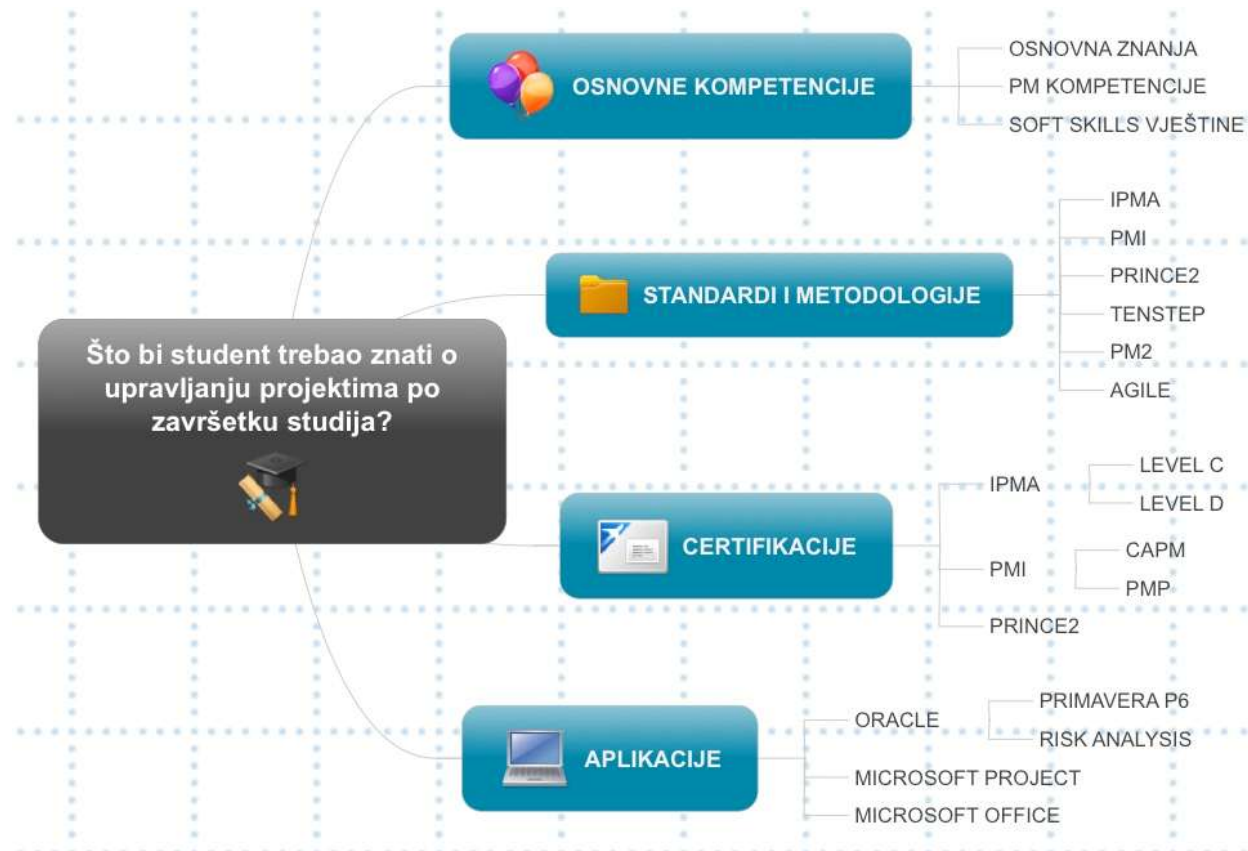 Što bi student trebao znati o
upravljanju projektima po
završetku studija?
OSNOVNE KOMPETENCIJE
OSNOVNA ZNANJA
PM KOMPETENCIJE
SOFT SKILLS VJEŠTINE
STANDARDI I METODOLOGIJE
IPMA
PMI
PRINCE2
TENSTEP
PM2
AGILE
CERTIFIKACIJE
IPMA
LEVEL C
LEVEL D
PMI
CAPM
PMP
PRINCE2
APLIKACIJE
ORACLE
PRIMAVERA P6
RISK ANALYSIS
MICROSOFT PROJECT
MICROSOFT OFFICE